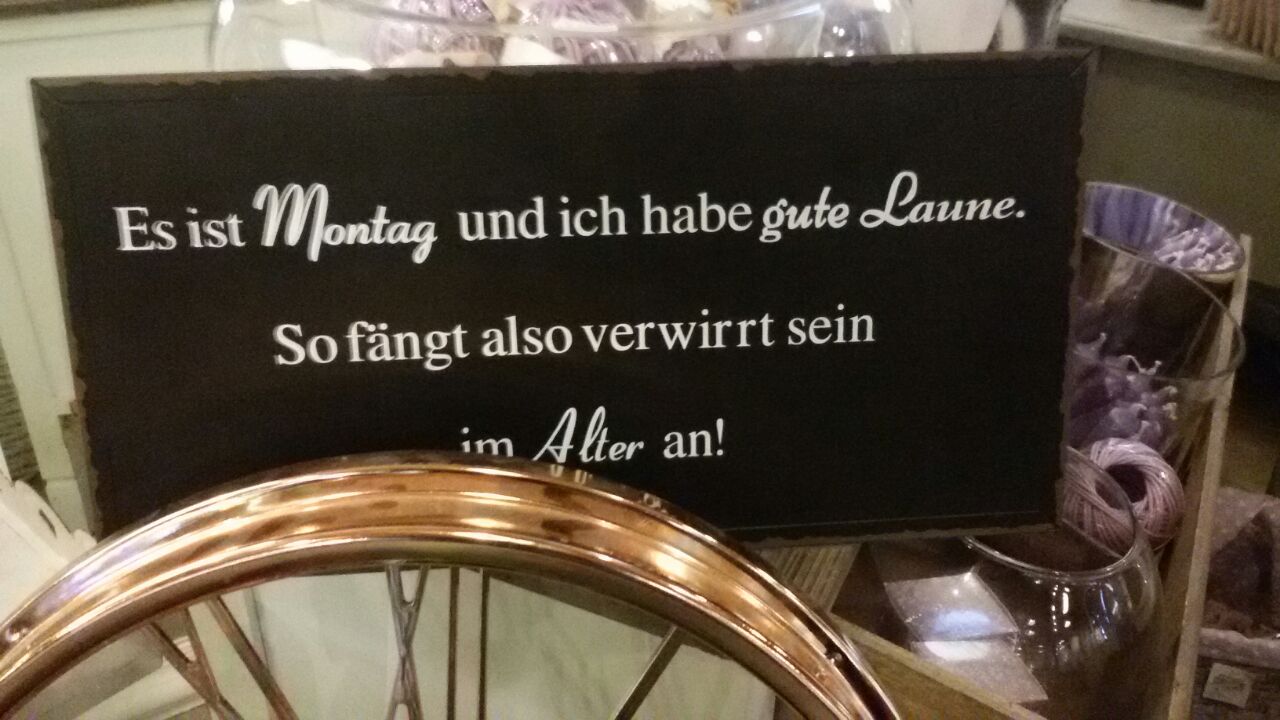 Es ist Montag und ich habe gute Laune.
So fängt also verwirrt sein
im Alter an!